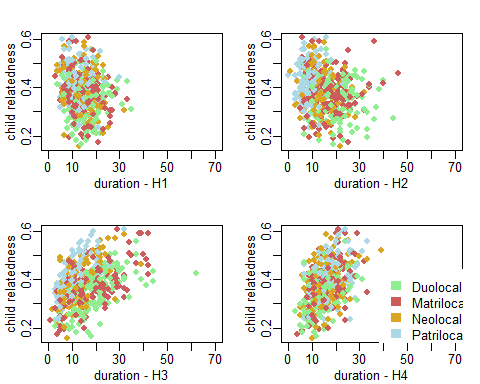 0.6
0.4
0.2
child relatedness
0 10 30 50 70
duration - H1
0.6
0.4
0.2
child relatedness
0 10 30 50 70
duration - H2
0.6
0.4
0.2
child relatedness
0 10 30 50 70
duration - H3
0.6
0.4
0.2
child relatedness
0 10 30
duration - H4
Duolocal
Matriloca
Neolocal
Patriloca